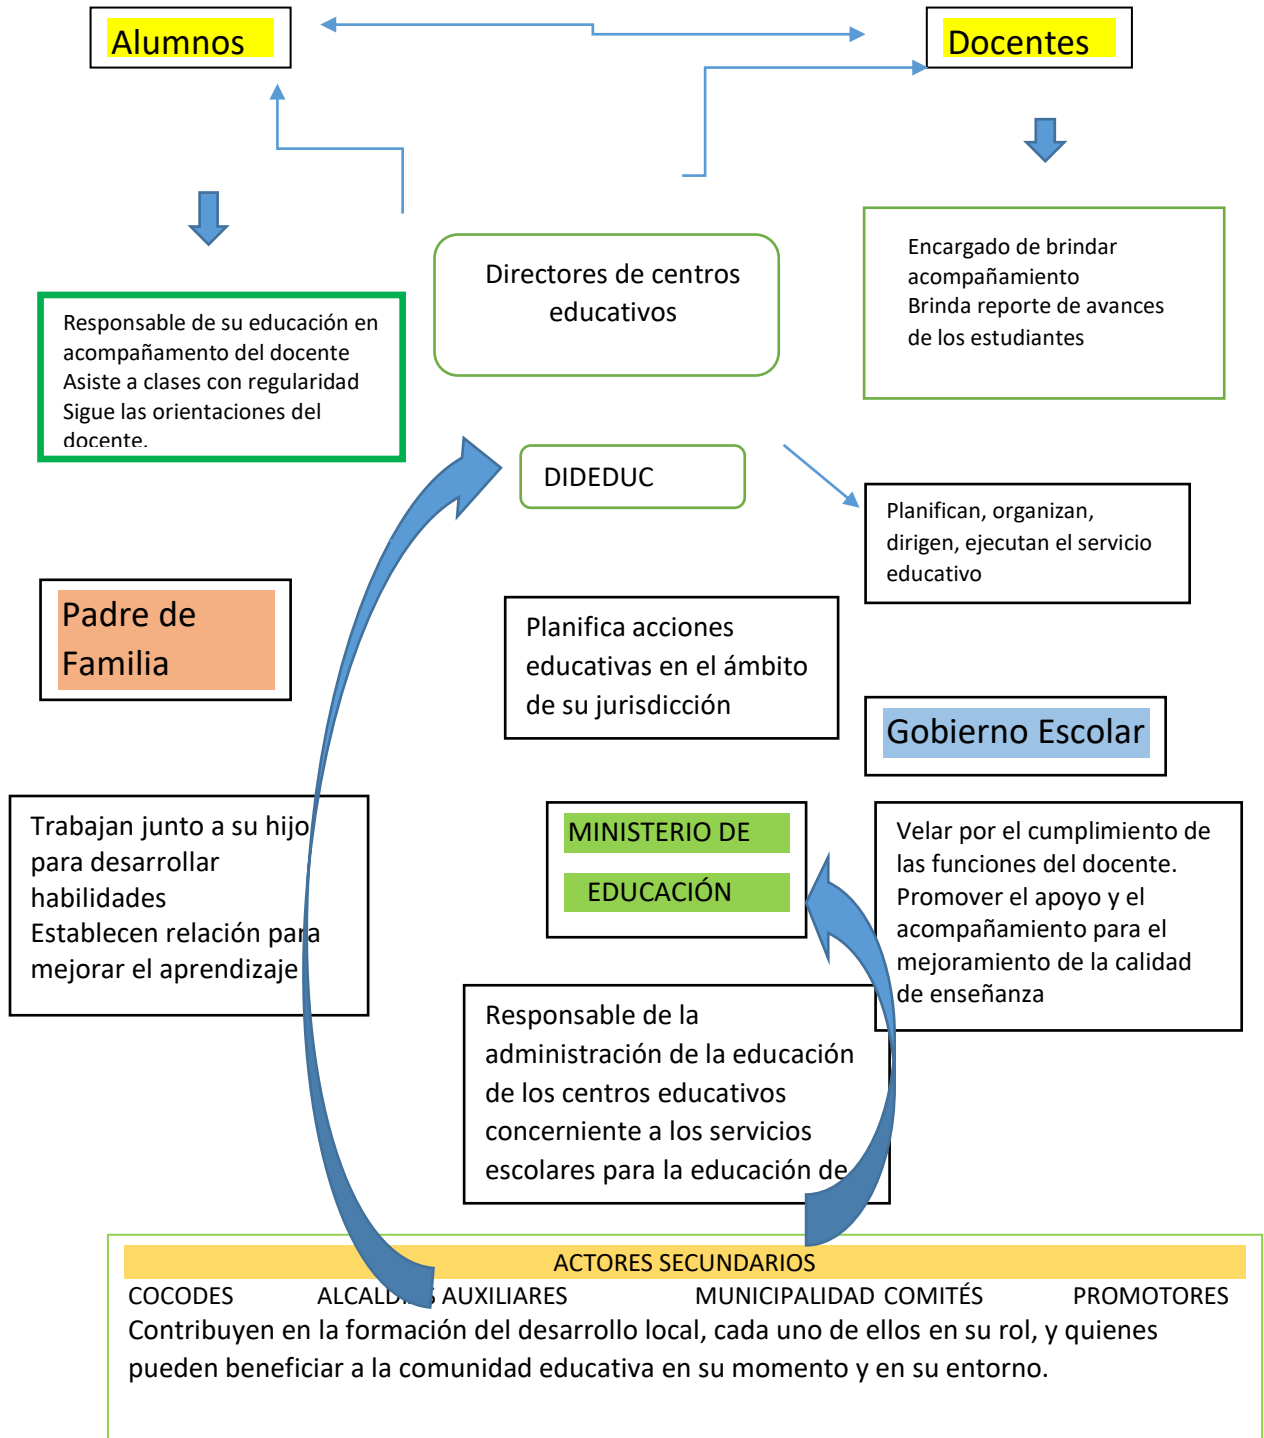 Alumnos
Docentes
Directores de centros
educativos
Encargado de brindar
acompañamiento
Brinda reporte de avances
de los estudiantes
Responsable de su educación en
acompañamento del docente
Asiste a clases con regularidad
Sigue las orientaciones del
docente.
DIDEDUC
Planifican, organizan,
dirigen, ejecutan el servicio
educativo
Padre de
Familia
Planifica acciones
educativas en el ámbito
de su jurisdicción
Gobierno Escolar
Trabajan junto a su hijo
para desarrollar
habilidades
Establecen relación para
mejorar el aprendizaje
MINISTERIO DE
EDUCACIÓN
Velar por el cumplimiento de
las funciones del docente.
Promover el apoyo y el
acompañamiento para el
mejoramiento de la calidad
de enseñanza
Responsable de la
administración de la educación
de los centros educativos
concerniente a los servicios
escolares para la educación de
ACTORES SECUNDARIOS
COCODES ALCALDÍAS AUXILIARES MUNICIPALIDAD COMITÉS PROMOTORES
Contribuyen en la formación del desarrollo local, cada uno de ellos en su rol, y quienes
pueden beneficiar a la comunidad educativa en su momento y en su entorno.